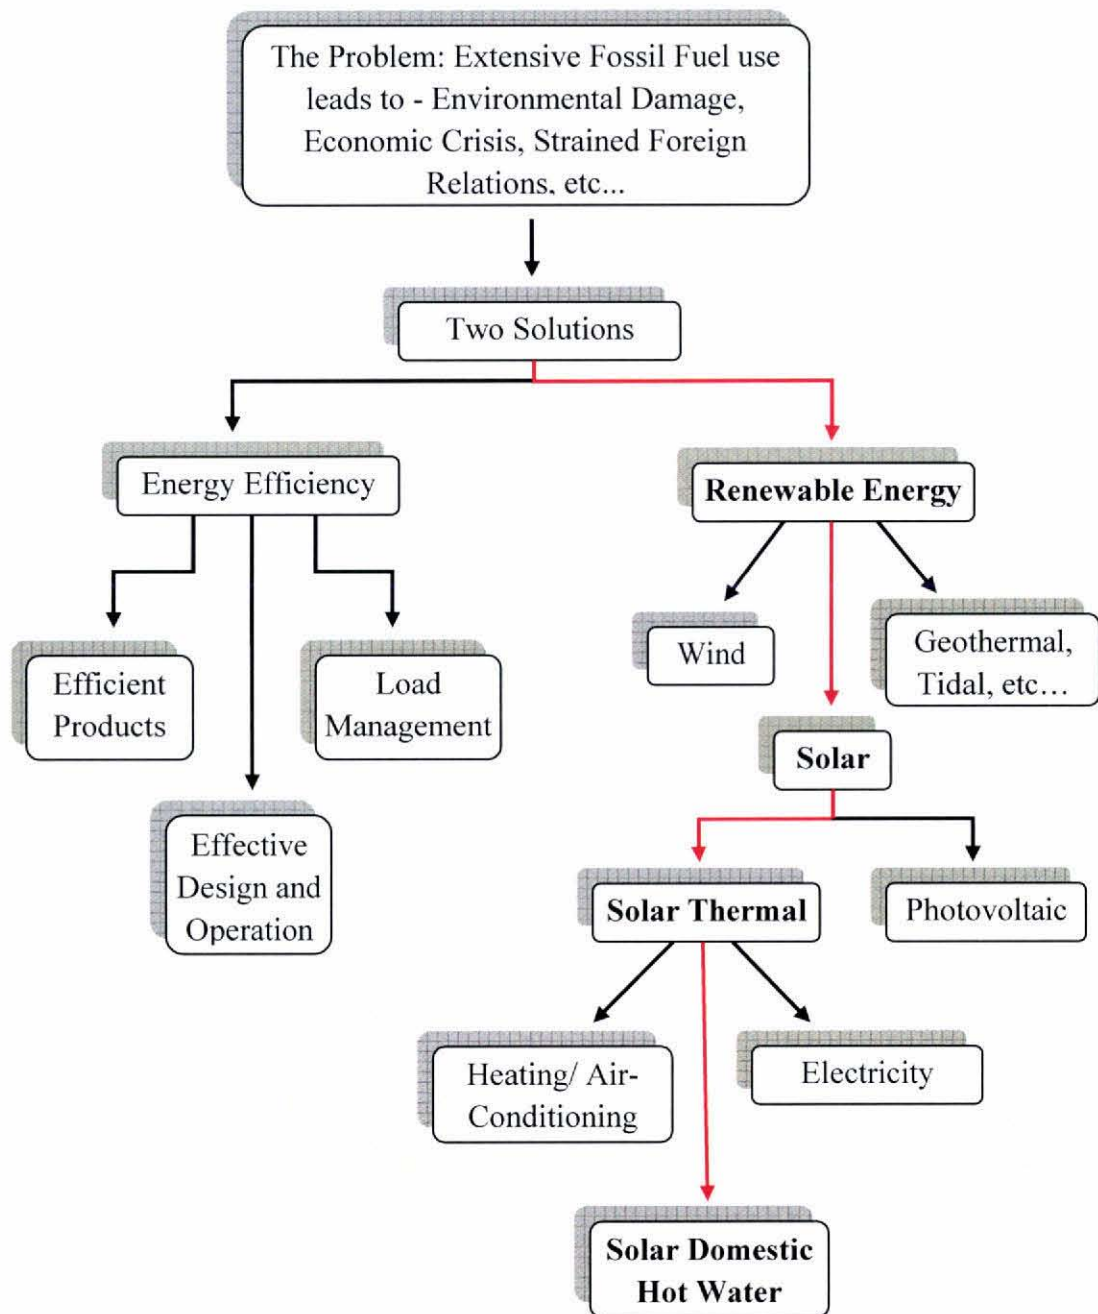 The Problem: Extensive Fossil Fuel use
leads to - Environmental Damage,
Economic Crisis, Strained Foreign
Relations, etc...
Two Solutions
Energy Efficiency
Renewable Energy
Efficient
Products
Load
Management
Effective
Design and
Operation
Wind
Geothermal,
Tidal, etc…
Solar
Solar Thermal
Photovoltaic
Heating/ Air-
Conditioning
Electricity
Solar Domestic
Hot Water